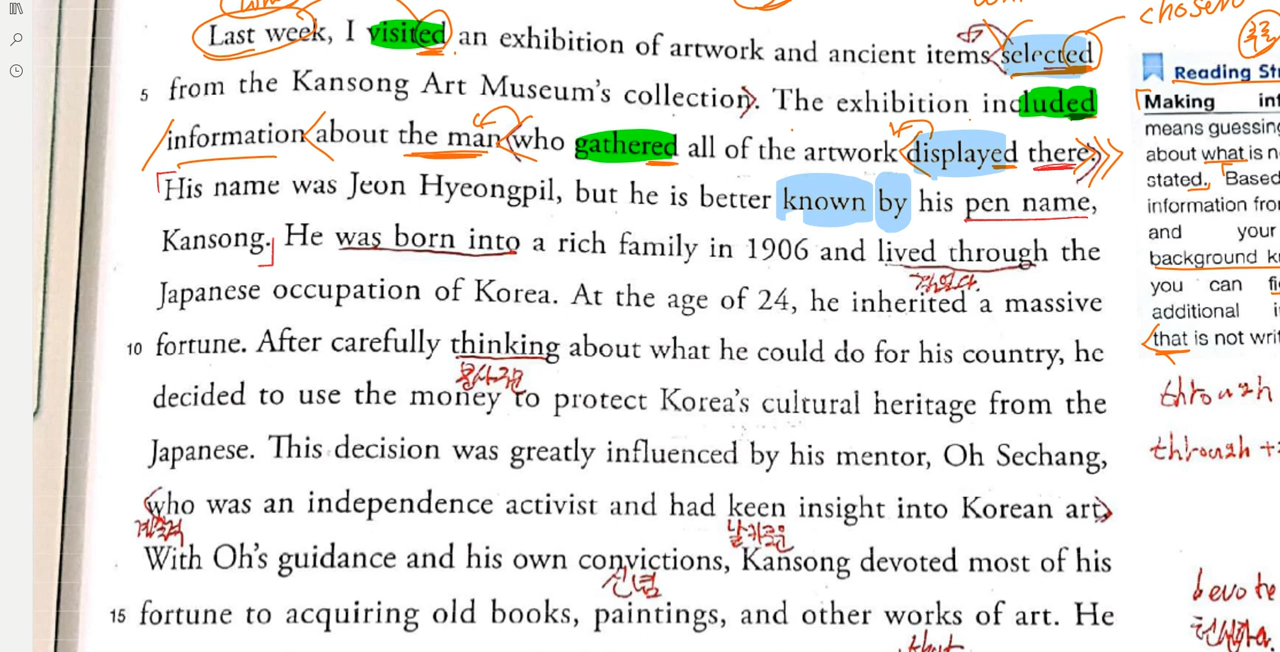 chosen
Last week, I visited an exhibition of artwork and ancient items selected
5 from the Kansong Art Museum's collection. The exhibition included
information about the man who gathered all of the artwork displayed there.
His name was Jeon Hyeongpil, but he is better known by his pen name,
Kansong. He was born into a rich family in 1906 and lived through the
겪었다.
Japanese occupation of Korea. At the age of 24, he inherited a massive
10 fortune. After carefully thinking about what he could do for his country, he
decided to use the money to protect Korea's cultural heritage from the
Japanese. This decision was greatly influenced by his mentor, Oh Sechang,
who was an independence activist and had keen insight into Korean art.
계속적
날카로운
With Oh's guidance and his own convictions, Kansong devoted most of his
신념
15 fortune to acquiring old books, paintings, and other works of art. He
that
Reading St
Making in
means guessing
about what is n
stated. Based
information fro
and your
background k
you can fi
additional i
that is not writ
through
through +
devote
헌신하다.